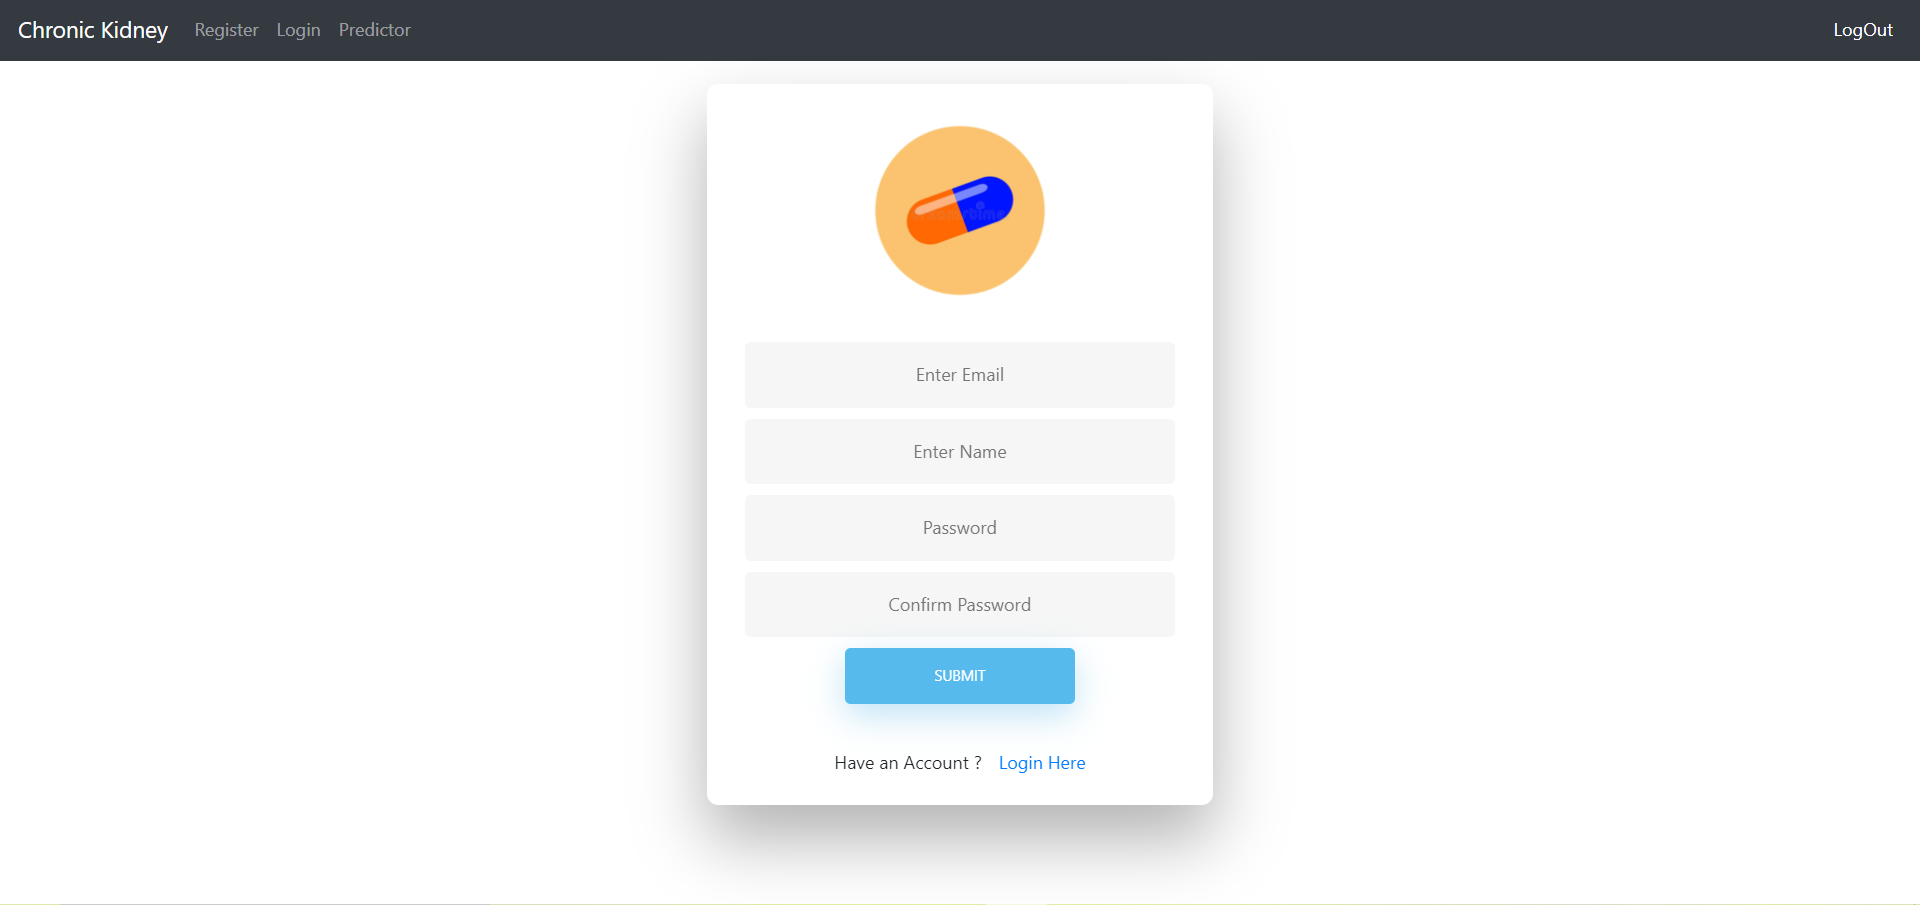 Chronic Kidney Register Login Predictor LogOut
Enter Email
Enter Name
Password
Confirm Password
SUBMIT
Have an Account ? Login Here